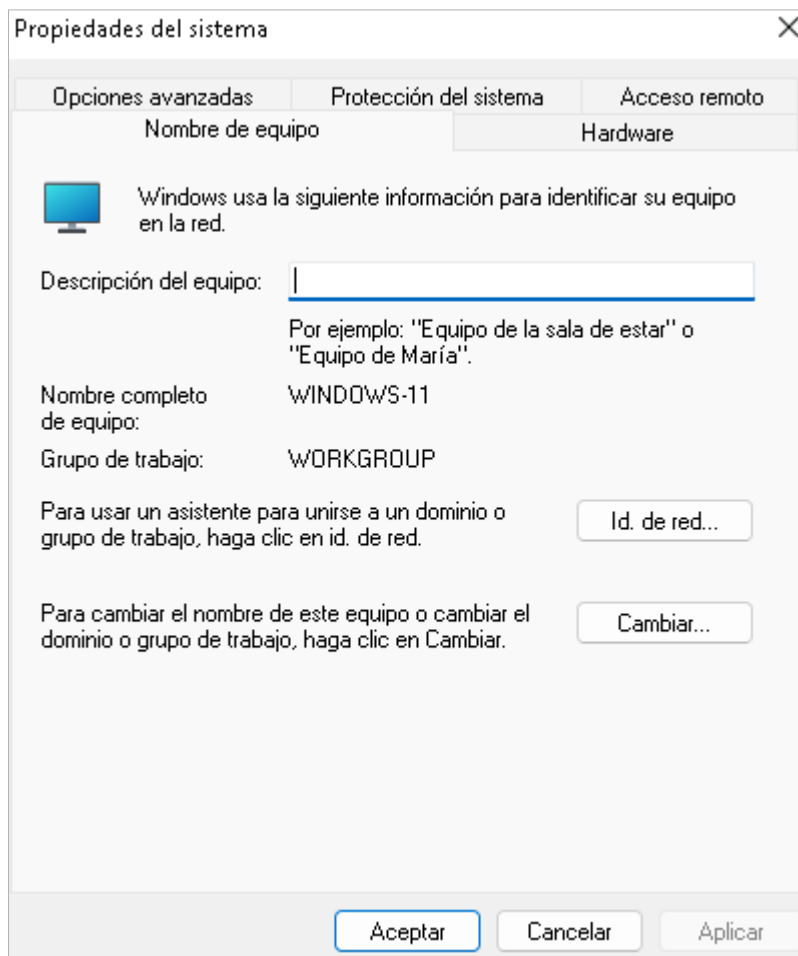 Propiedades del sistema
Opciones avanzadas Protección del sistema Acceso remoto
Nombre de equipo Hardware
Windows usa la siguiente información para identificar su equipo
en la red.
Descripción del equipo:
Por ejemplo: "Equipo de la sala de estar" o
"Equipo de María".
Nombre completo
de equipo:
WINDOWS-11
Grupo de trabajo: WORKGROUP
Para usar un asistente para unirse a un dominio o
grupo de trabajo, haga clic en id. de red.
Id. de red...
Para cambiar el nombre de este equipo o cambiar el
dominio o grupo de trabajo, haga clic en Cambiar.
Cambiar...
Aceptar Cancelar Aplicar